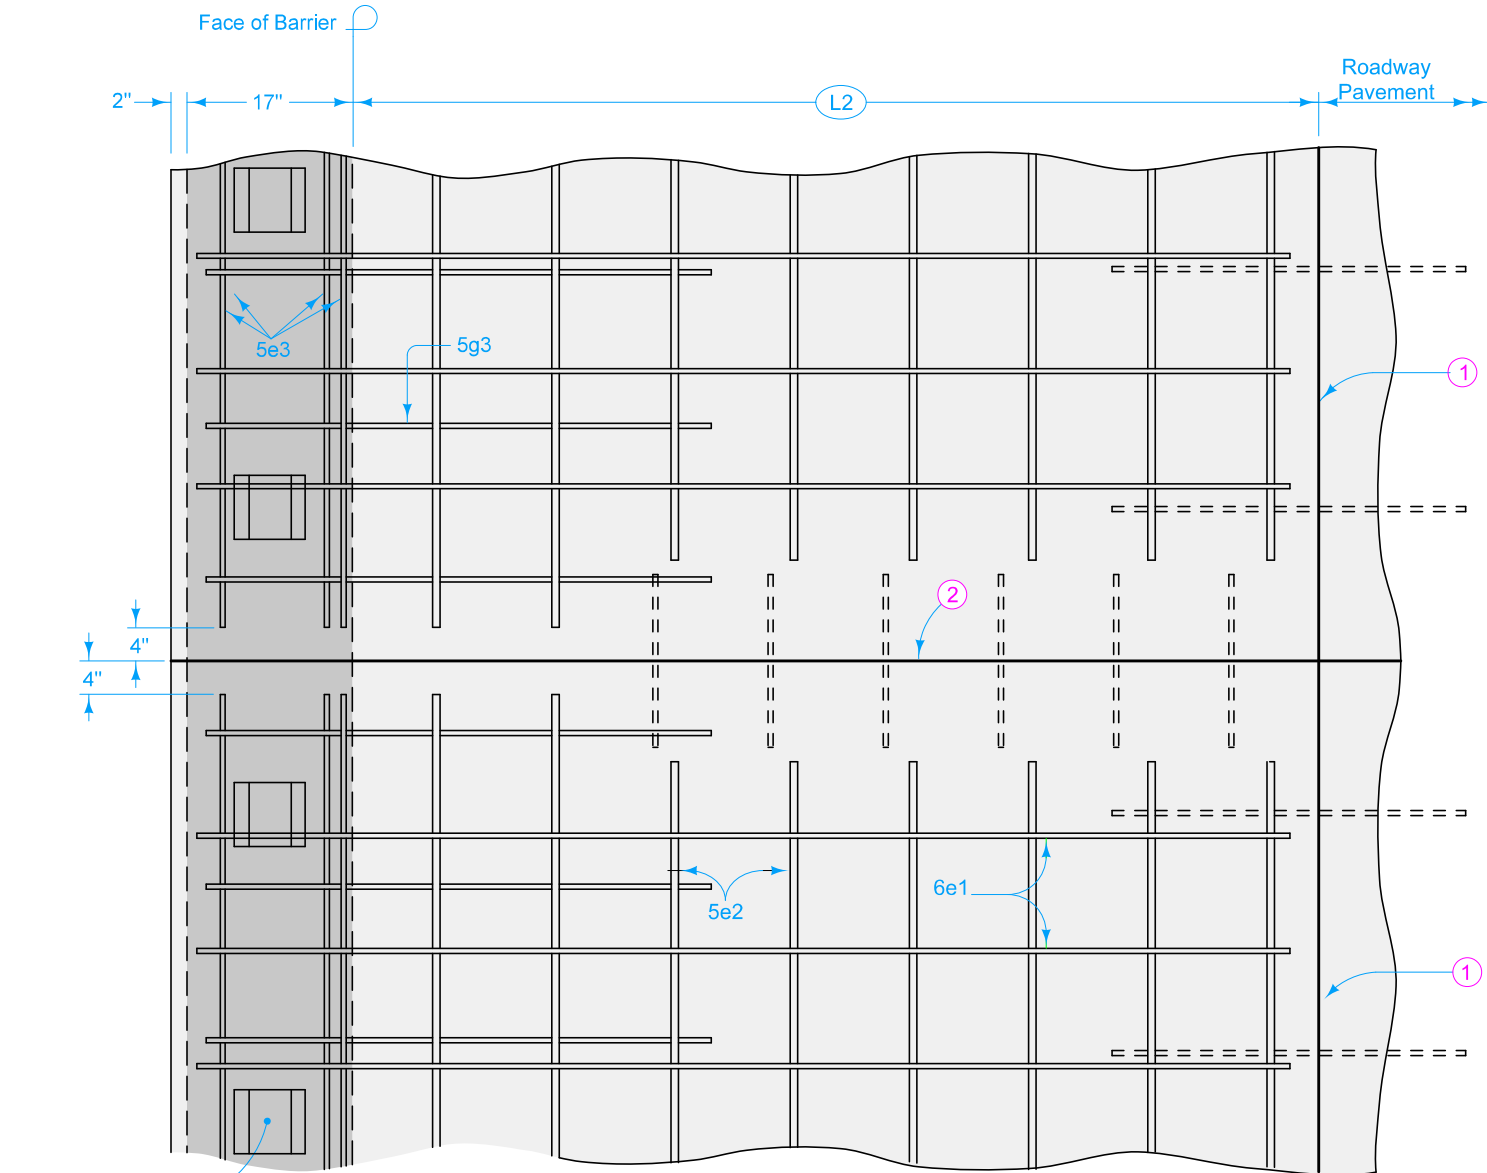 Face of Barrier
Roadway
Pavement
2"
17"
L2
5e3
5g3
1
2
4"
4"
5e2
6e1
1